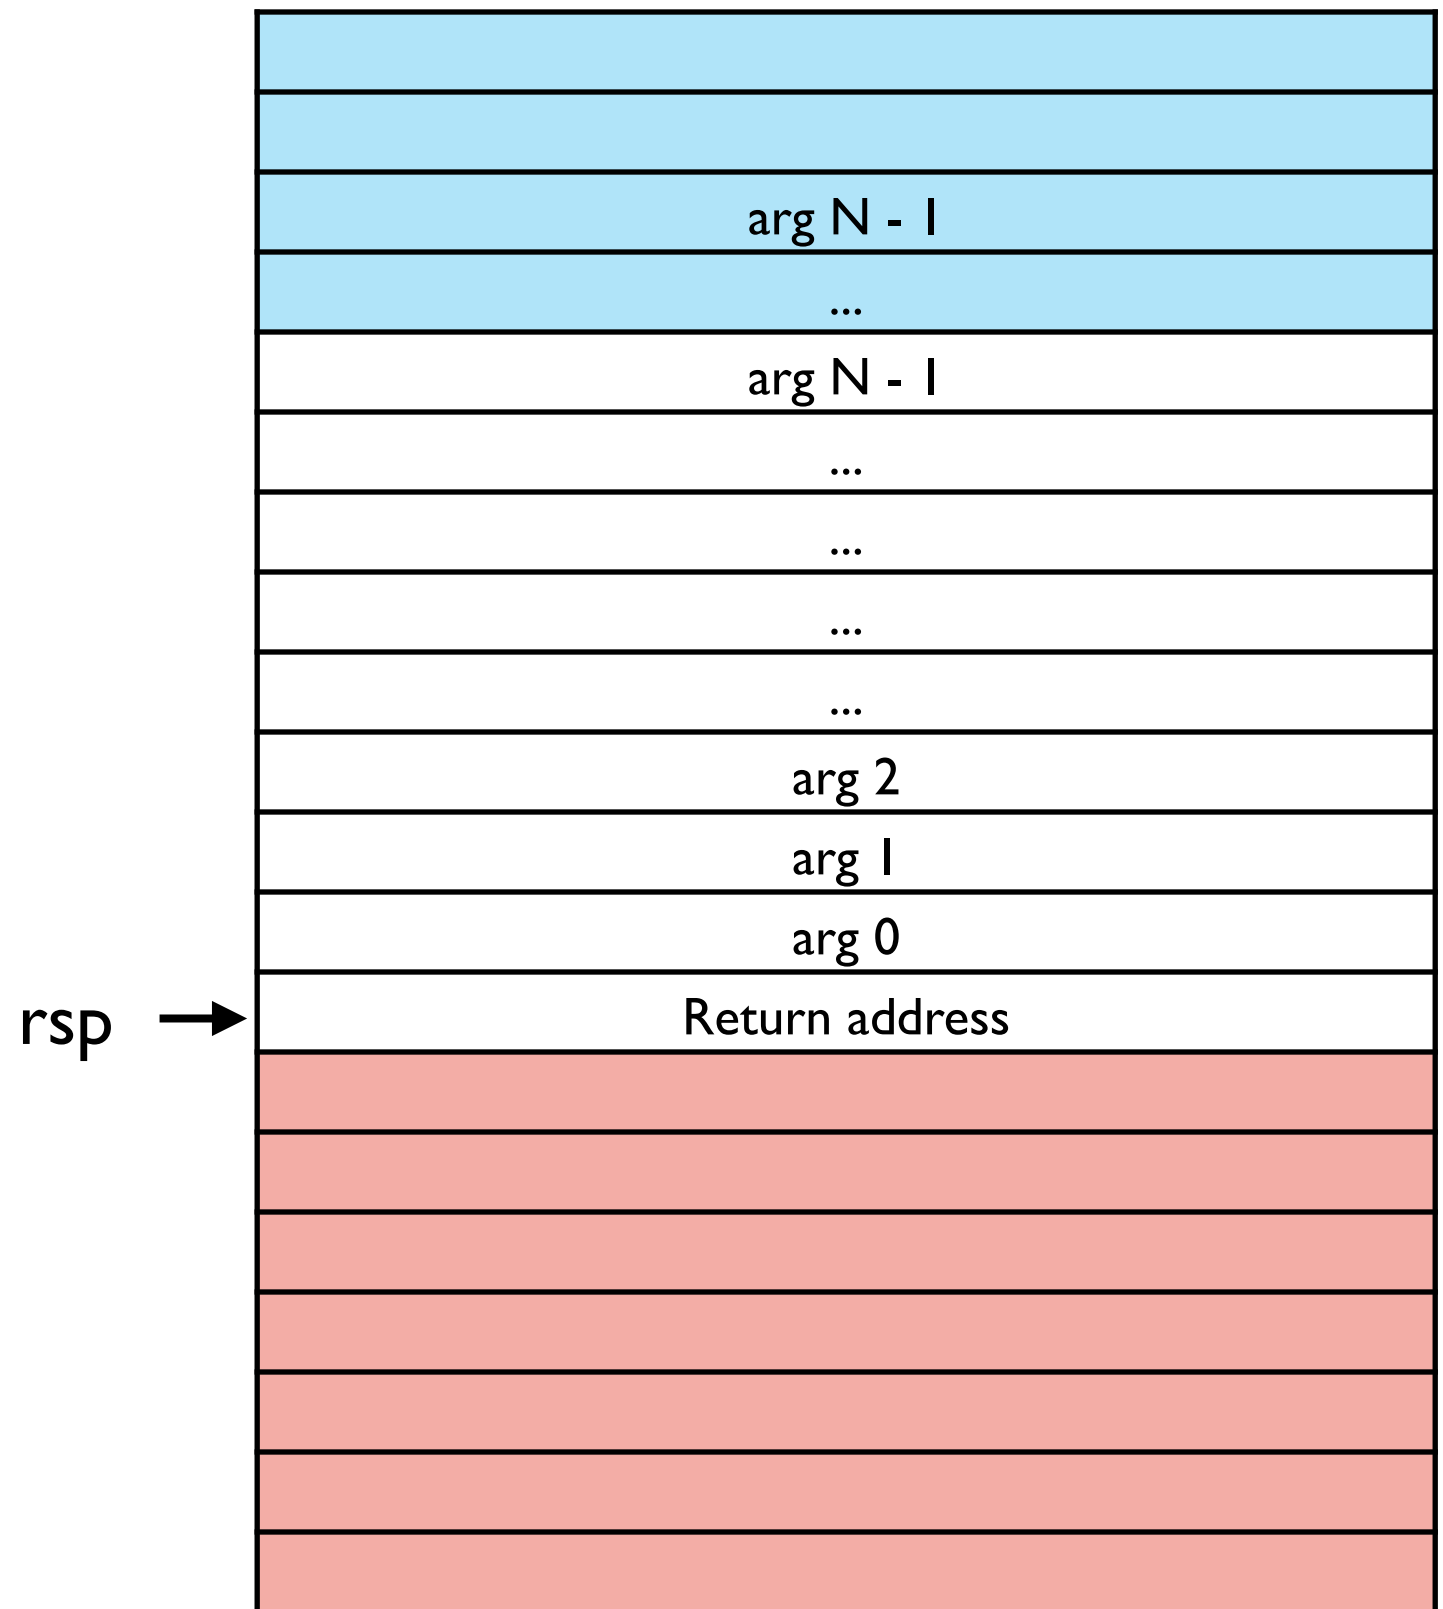 arg N - 1
...
arg N - 1
...
...
...
...
arg 2
arg 1
arg 0
rsp Return address